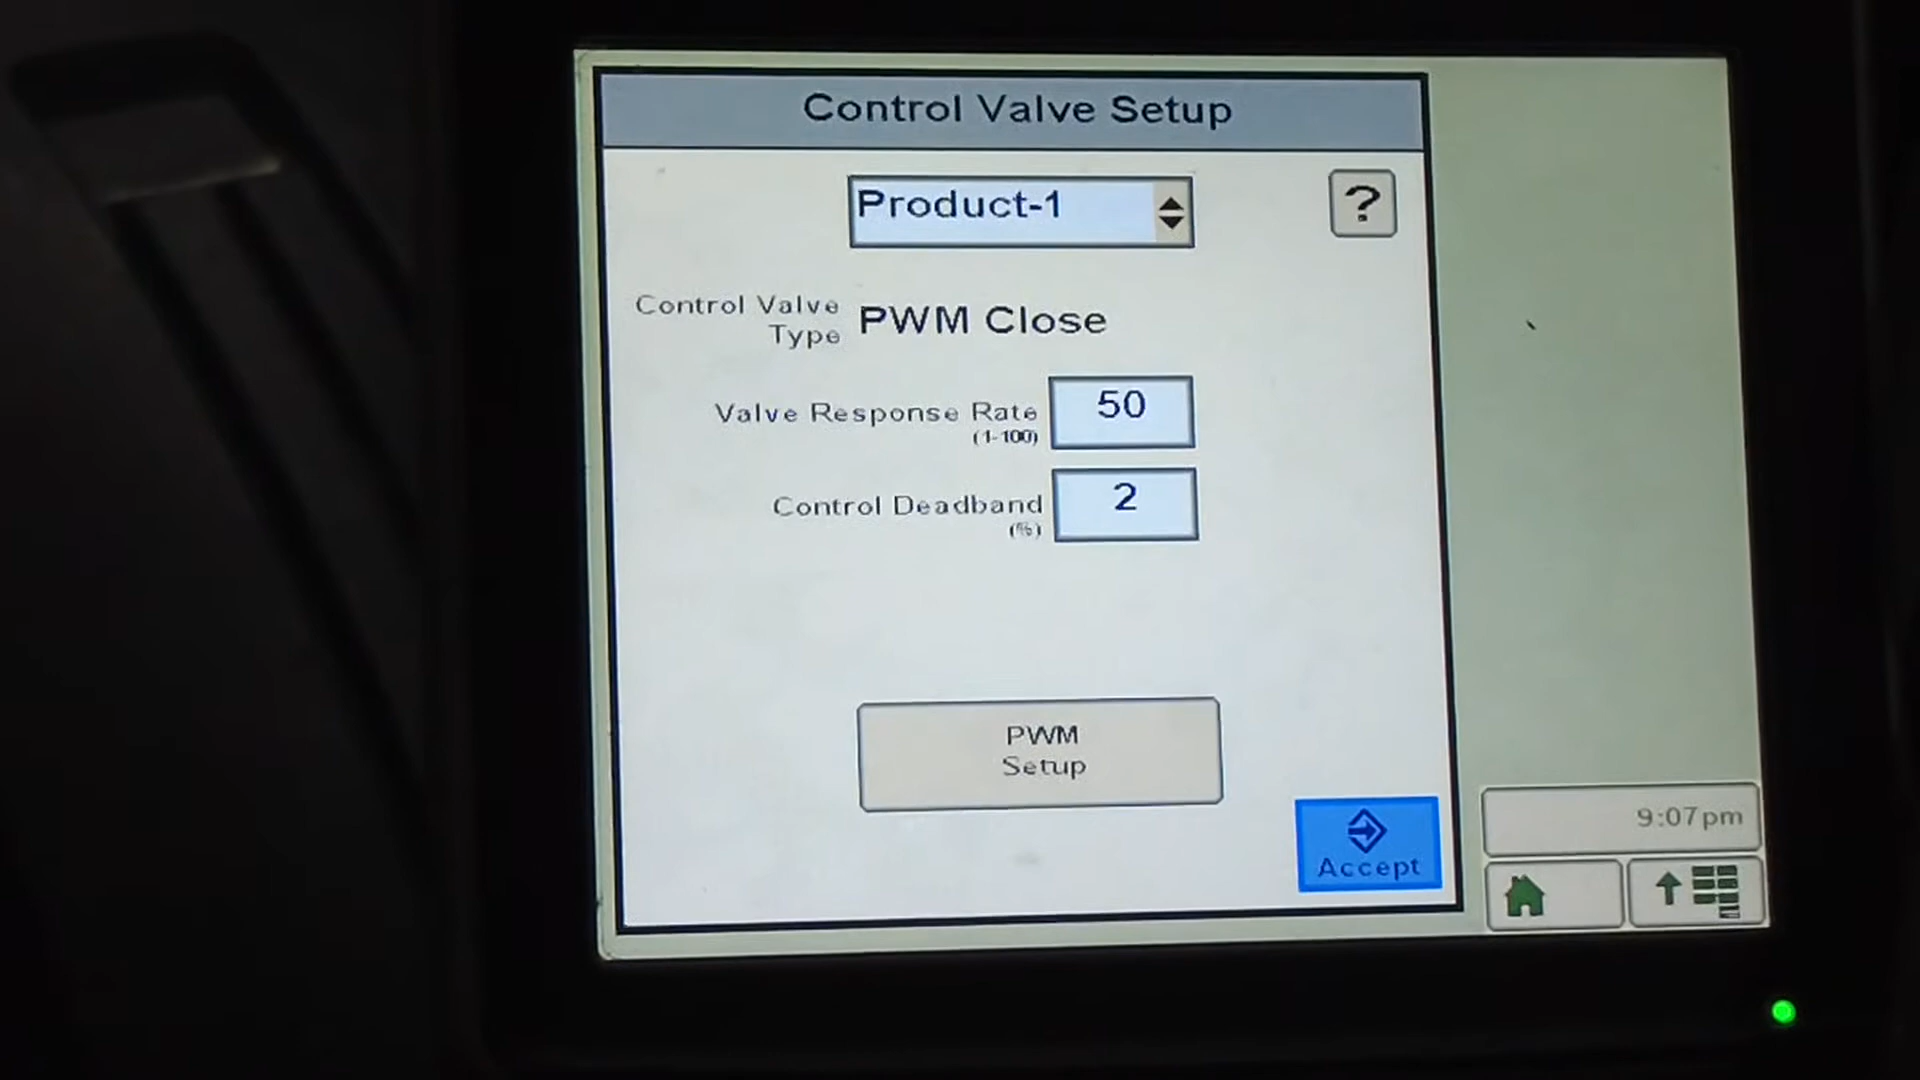 Control Valve Setup
Product-1
?
Control Valve
Type
PWM Close
Valve Response Rate
(1-100)
50
Control Deadband
(%)
2
PWM
Setup
Accept
9:07pm